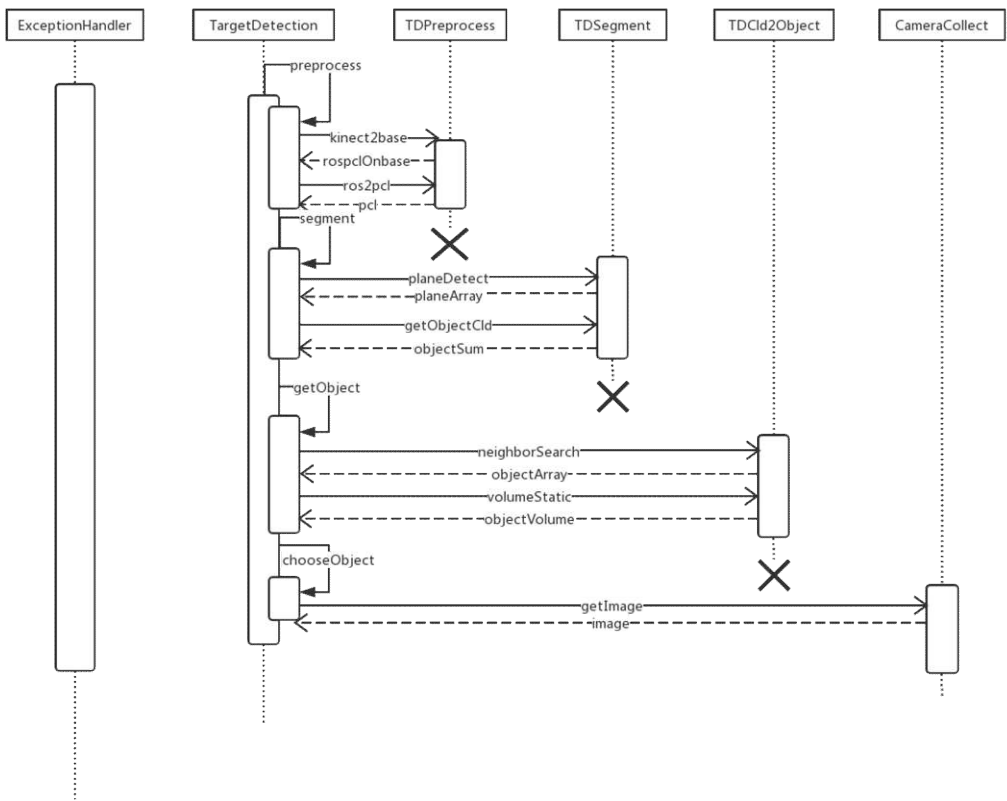 ExceptionHandler
TargetDetection
TDPreprocess
TDSegment
TDCld2Object
CameraCollect
preprocess
kinect2base
rospclOnbase
ros2pcl
pcl
segment
planeDetect
planeArray
getObjectCld
objectSum
getObject
neighborSearch
objectArray
volumeStatic
objectVolume
chooseObject
getImage
image